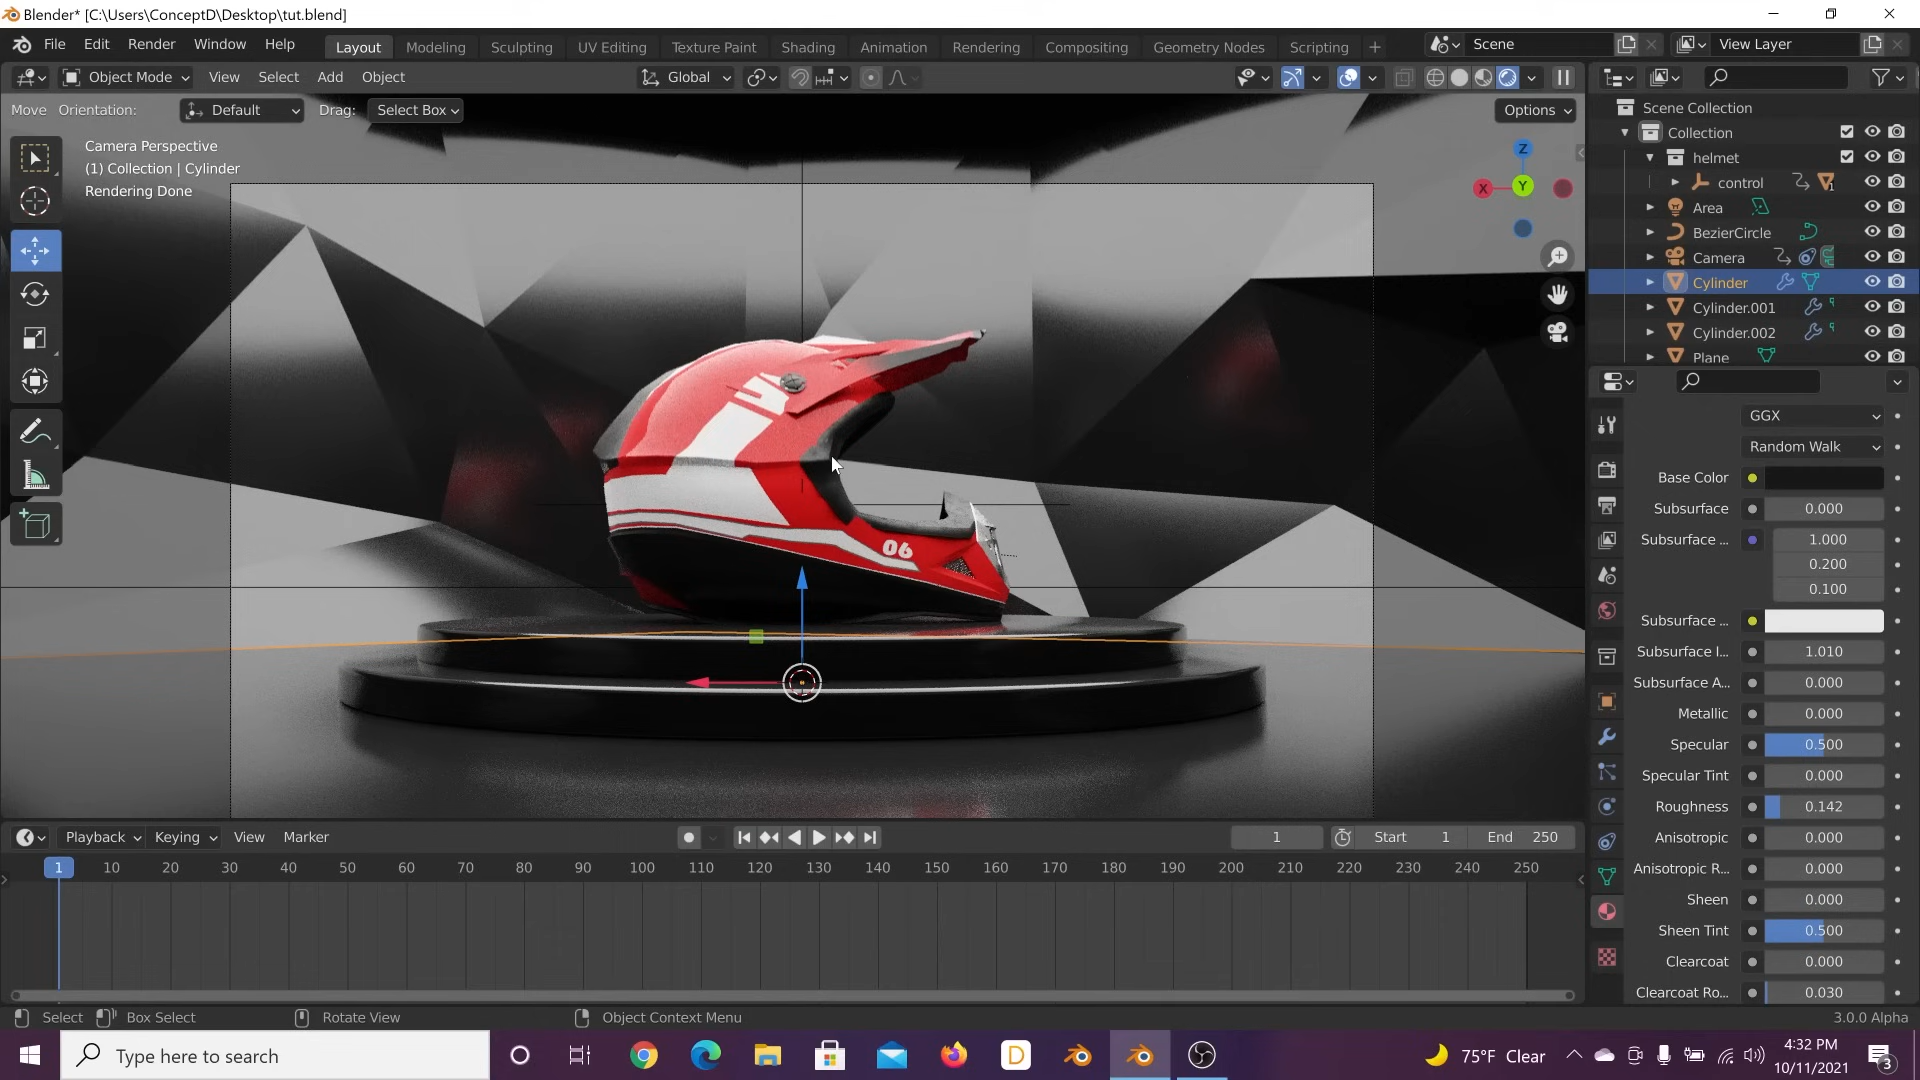 Blender* [C:\Users\ConceptD\Desktop\tut.blend]
File Edit Render Window Help Layout Modeling Sculpting UV Editing Texture Paint Shading Animation Rendering Compositing Geometry Nodes Scripting + Scene View Layer
Object Mode View Select Add Object Global
Move Orientation: Default Drag: Select Box Options
Camera Perspective
(1) Collection | Cylinder
Rendering Done
Z
X
Y
06
Scene Collection
Collection
helmet
control
1
Area
BezierCircle
Camera
Cylinder
Cylinder.001
Cylinder.002
Plane
GGX
Random Walk
Base Color
Subsurface 0.000
Subsurface ... 1.000
0.200
0.100
Subsurface ...
Subsurface I... 1.010
Subsurface A... 0.000
Metallic 0.000
Specular 0.500
Specular Tint 0.000
Roughness 0.142
Anisotropic 0.000
Anisotropic R... 0.000
Sheen 0.000
Sheen Tint 0.500
Clearcoat 0.000
Clearcoat Ro... 0.030
Playback Keying View Marker 1 Start 1 End 250
1 10 20 30 40 50 60 70 80 90 100 110 120 130 140 150 160 170 180 190 200 210 220 230 240 250
Select Box Select Rotate View Object Context Menu 3.0.0 Alpha
Type here to search D 75°F Clear 4:32 PM
10/11/2021
3